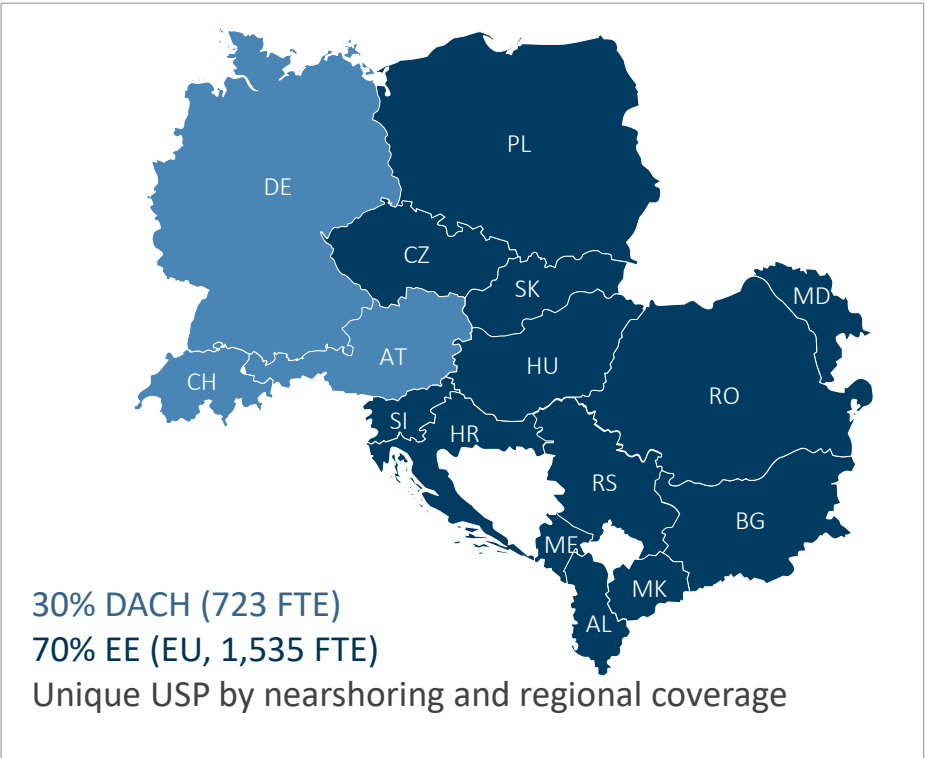 PL
DE
CZ
SK
MD
AT
HU
CH
RO
SI
HR
RS
BG
ME
MK
AL
30% DACH (723 FTE)
70% EE (EU, 1,535 FTE)
Unique USP by nearshoring and regional coverage